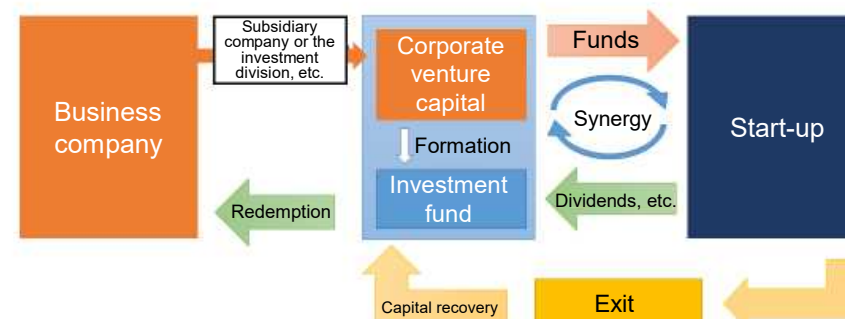 Business
company
Subsidiary
company or the
investment
division, etc.
Corporate
venture
capital
Formation
Investment
fund
Funds
Synergy
Dividends, etc.
Start-up
Redemption
Capital recovery
Exit